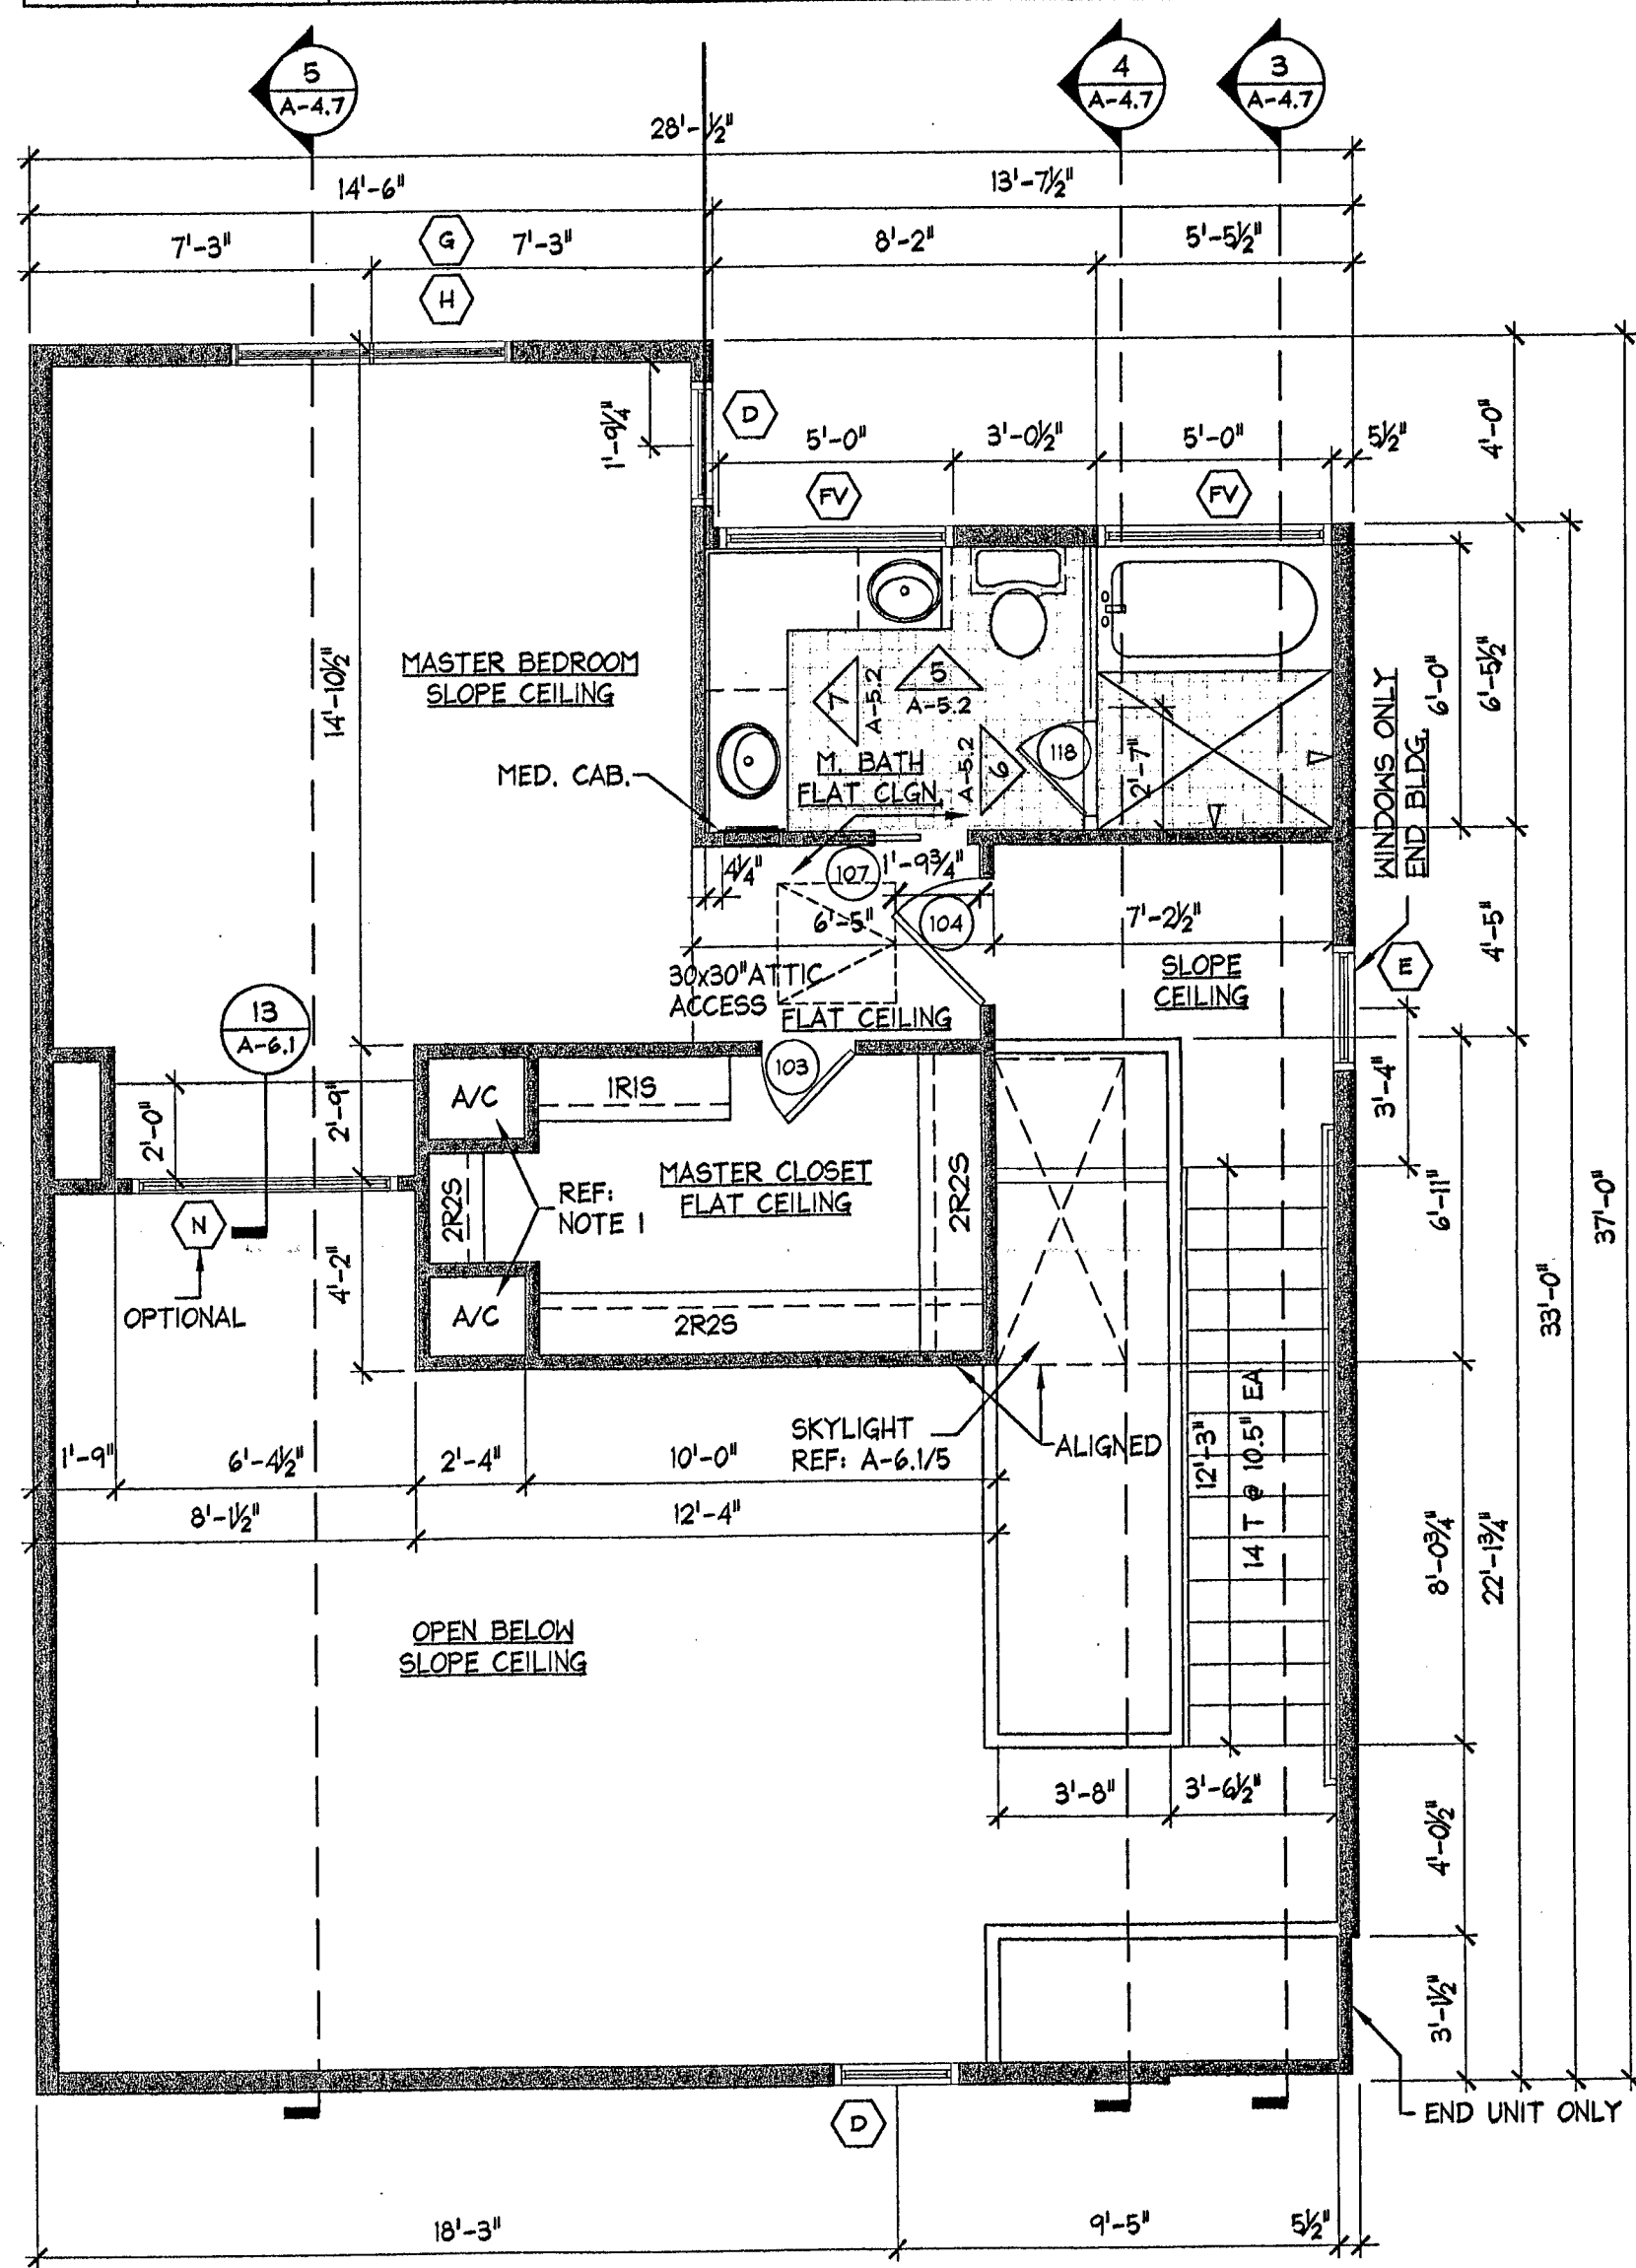 5
A-4.7
4
A-4.7
3
A-4.7
28'-½"
14'-6"
13'-7½"
7'-3"
G
7'-3"
8'-2"
5'-5½"
H
1'-9¼"
D
5'-0"
3'-0½"
5'-0"
5½"
4'-0"
FV
FV
MASTER BEDROOM
SLOPE CEILING
14'-10½"
7
A-5.2
5
A-5.2
A-5.2
6
118
2'-7"
WINDOWS ONLY
END BLDG.
6'-0"
6'-5½"
MED. CAB.
M. BATH
FLAT CLGN.
4¼"
107
1'-9¾"
6'-5"
104
7'-2½"
4'-5"
E
SLOPE
CEILING
30x30" ATTIC
ACCESS
FLAT CEILING
13
A-6.1
103
A/C
1R1S
2'-0"
2'-9"
3'-4"
MASTER CLOSET
FLAT CEILING
2R2S
2R2S
REF:
NOTE 1
N
OPTIONAL
4'-2"
A/C
2R2S
6'-11"
33'-0"
37'-0"
SKYLIGHT
REF: A-6.1/5
ALIGNED
12'-3"
14 T @ 10.5" EA
1'-9"
6'-4½"
2'-4"
10'-0"
8'-1½"
12'-4"
8'-0¾"
22'-1¾"
OPEN BELOW
SLOPE CEILING
3'-8"
3'-6½"
4'-0½"
3'-1½"
END UNIT ONLY
D
18'-3"
9'-5"
5½"